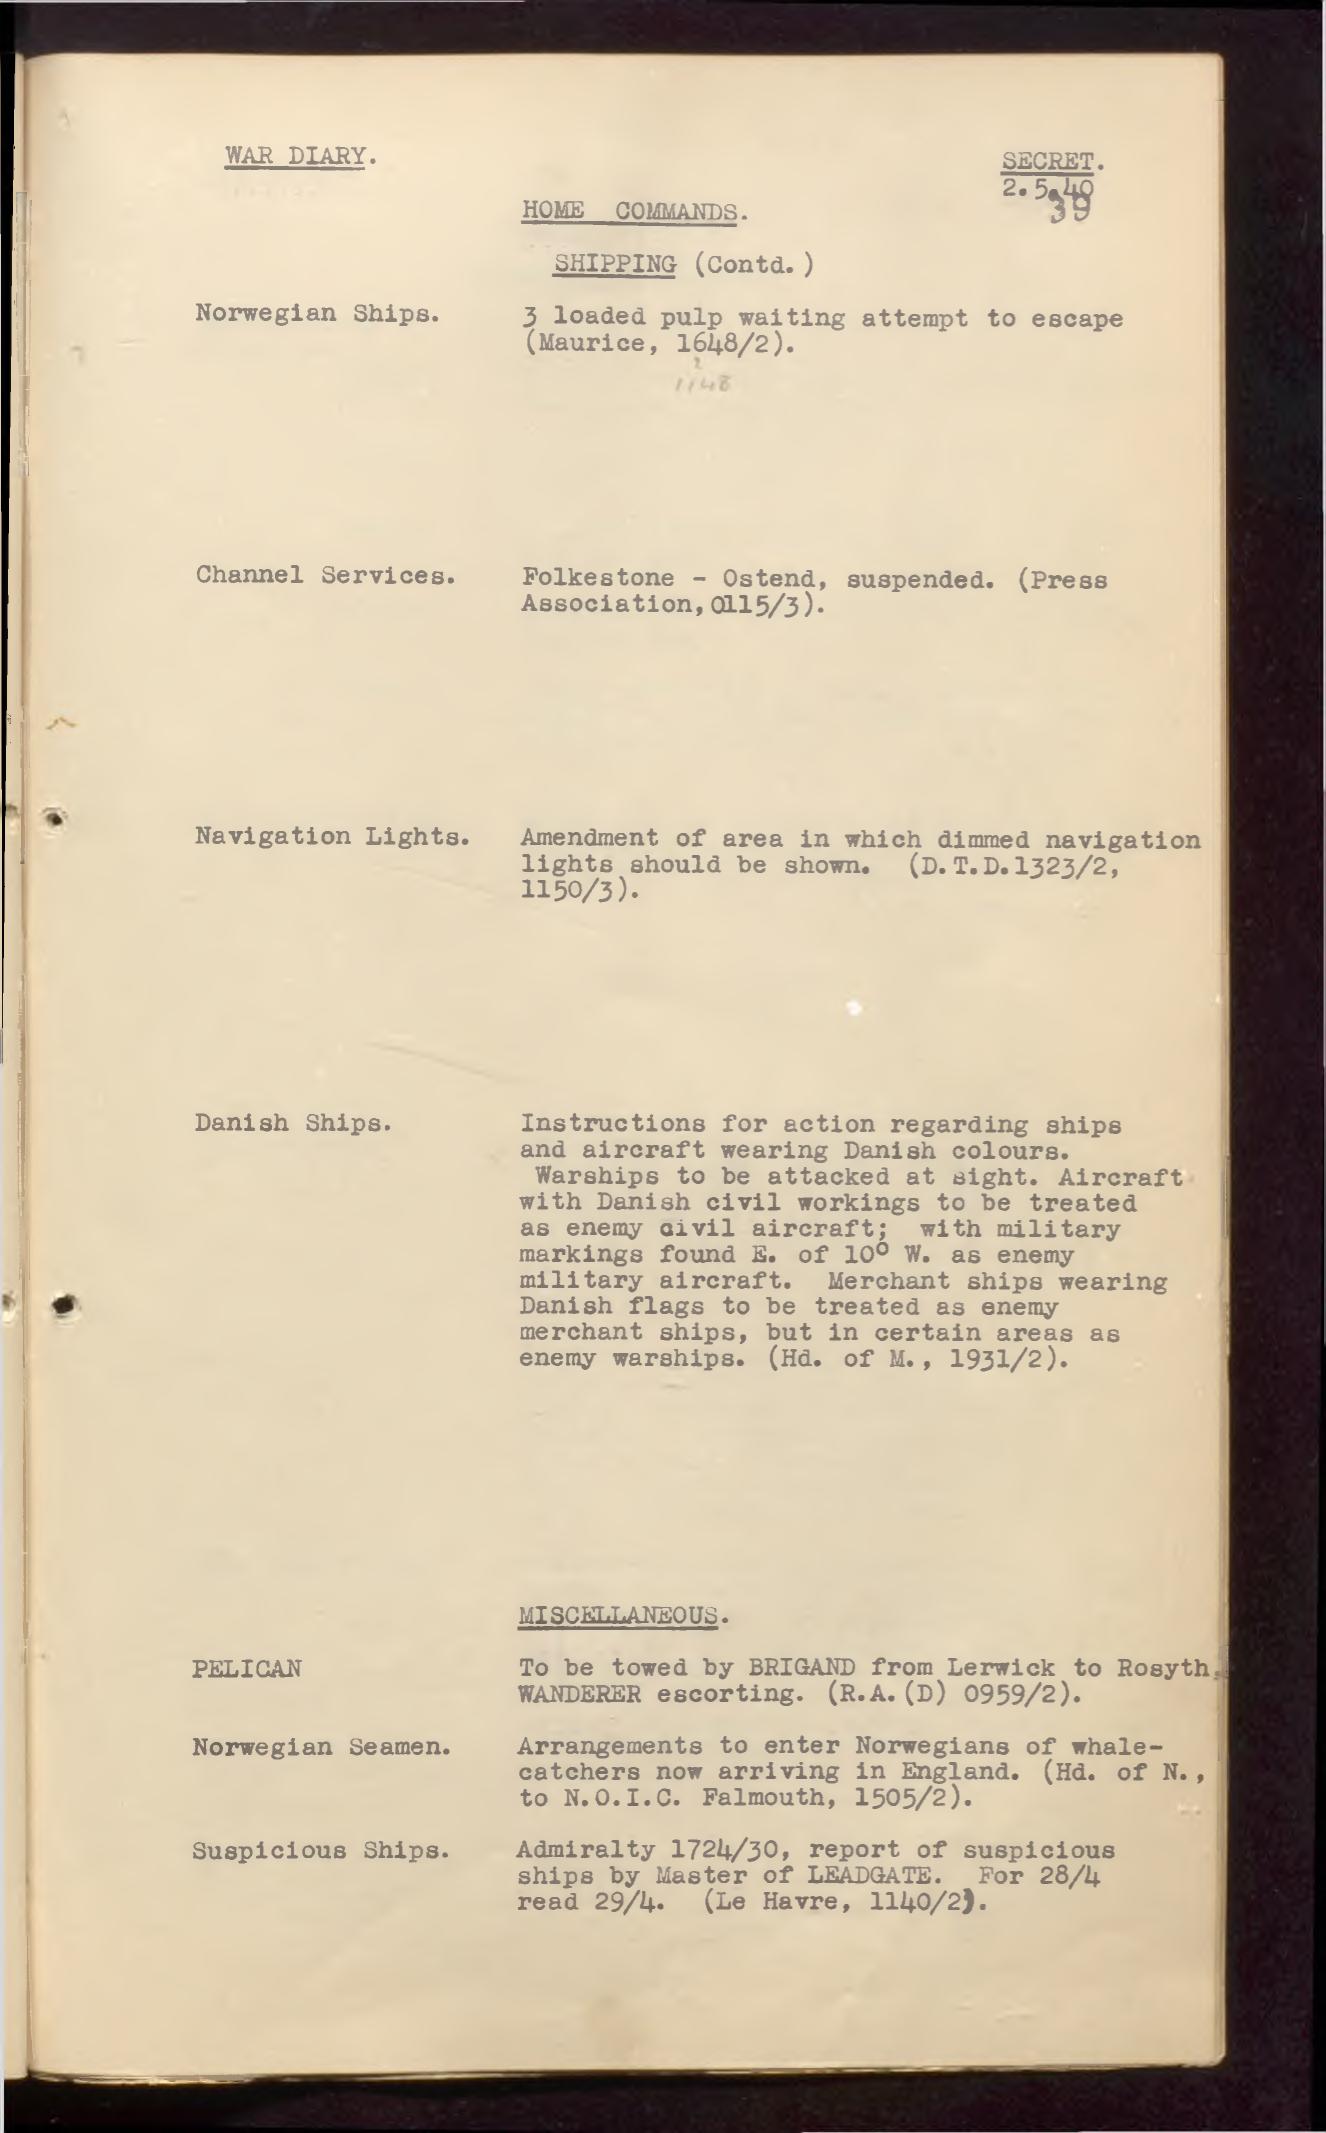 WAR DIARY.
SECRET.
2.5.40
39
HOME COMMANDS.
SHIPPING (Contd.)
Norwegian Ships. 3 loaded pulp waiting attempt to escape
(Maurice, 1648/2).
?
1148
Channel Services. Folkestone - Ostend, suspended. (Press
Association, 0115/3).
Navigation Lights. Amendment of area in which dimmed navigation
lights should be shown. (D.T.D.1323/2,
1150/3).
Danish Ships. Instructions for action regarding ships
and aircraft wearing Danish colours.
Warships to be attacked at sight. Aircraft
with Danish civil workings to be treated
as enemy civil aircraft; with military
markings found E. of 10° W. as enemy
military aircraft. Merchant ships wearing
Danish flags to be treated as enemy
merchant ships, but in certain areas as
enemy warships. (Hd. of M., 1931/2).
MISCELLANEOUS.
PELICAN To be towed by BRIGAND from Lerwick to Rosyth,
WANDERER escorting. (R.A.(D) 0959/2).
Norwegian Seamen. Arrangements to enter Norwegians of whale-
catchers now arriving in England. (Hd. of N.,
to N.O.I.C. Falmouth, 1505/2).
Suspicious Ships. Admiralty 1724/30, report of suspicious
ships by Master of LEADGATE. For 28/4
read 29/4. (Le Havre, 1140/2).